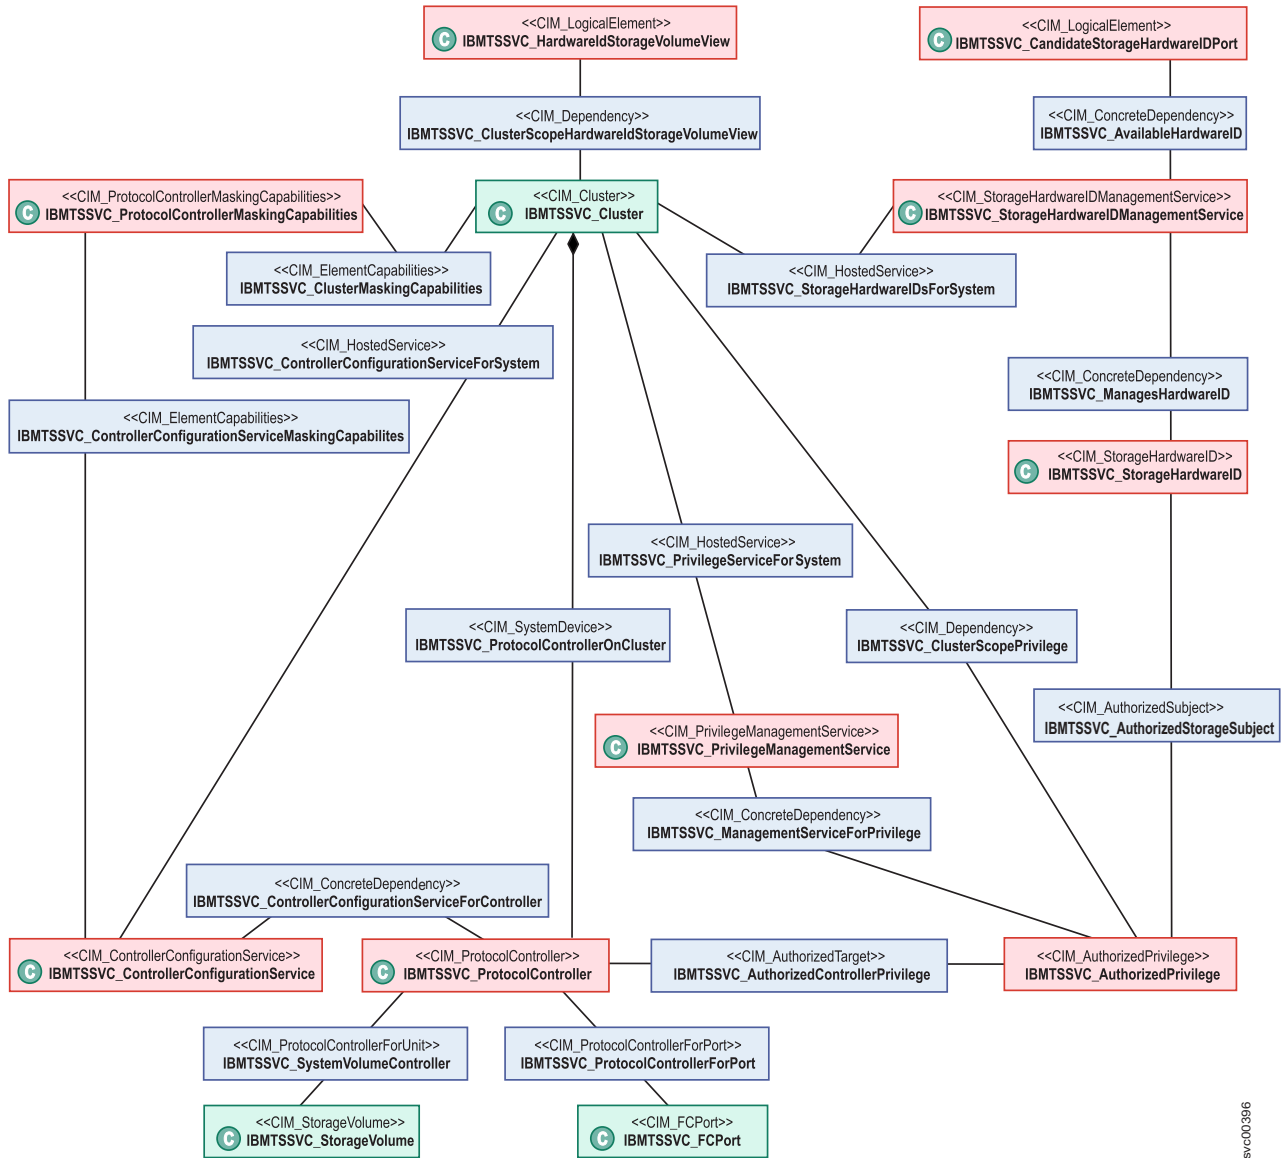 <<CIM_LogicalElement>>
C IBMTSSVC_HardwareIdStorageVolumeView
<<CIM_LogicalElement>>
C IBMTSSVC_CandidateStorageHardwareIDPort
<<CIM_Dependency>>
IBMTSSVC_ClusterScopeHardwareIdStorageVolumeView
<<CIM_ConcreteDependency>>
IBMTSSVC_AvailableHardwareID
<<CIM_ProtocolControllerMaskingCapabilities>>
C IBMTSSVC_ProtocolControllerMaskingCapabilities
<<CIM_Cluster>>
C IBMTSSVC_Cluster
<<CIM_StorageHardwareIDManagementService>>
C IBMTSSVC_StorageHardwareIDManagementService
<<CIM_ElementCapabilities>>
IBMTSSVC_ClusterMaskingCapabilities
<<CIM_HostedService>>
IBMTSSVC_StorageHardwareIDsForSystem
<<CIM_HostedService>>
IBMTSSVC_ControllerConfigurationServiceForSystem
<<CIM_ConcreteDependency>>
IBMTSSVC_ManagesHardwareID
<<CIM_ElementCapabilities>>
IBMTSSVC_ControllerConfigurationServiceMaskingCapabilites
<<CIM_StorageHardwareID>>
C IBMTSSVC_StorageHardwareID
<<CIM_HostedService>>
IBMTSSVC_PrivilegeServiceForSystem
<<CIM_SystemDevice>>
IBMTSSVC_ProtocolControllerOnCluster
<<CIM_Dependency>>
IBMTSSVC_ClusterScopePrivilege
<<CIM_AuthorizedSubject>>
IBMTSSVC_AuthorizedStorageSubject
<<CIM_PrivilegeManagementService>>
C IBMTSSVC_PrivilegeManagementService
<<CIM_ConcreteDependency>>
IBMTSSVC_ManagementServiceForPrivilege
<<CIM_ConcreteDependency>>
IBMTSSVC_ControllerConfigurationServiceForController
<<CIM_ControllerConfigurationService>>
C IBMTSSVC_ControllerConfigurationService
<<CIM_ProtocolController>>
C IBMTSSVC_ProtocolController
<<CIM_AuthorizedTarget>>
IBMTSSVC_AuthorizedControllerPrivilege
<<CIM_AuthorizedPrivilege>>
IBMTSSVC_AuthorizedPrivilege
<<CIM_ProtocolControllerForUnit>>
IBMTSSVC_SystemVolumeController
<<CIM_ProtocolControllerForPort>>
IBMTSSVC_ProtocolControllerForPort
<<CIM_StorageVolume>>
C IBMTSSVC_StorageVolume
<<CIM_FCPort>>
C IBMTSSVC_FCPort
svc00396